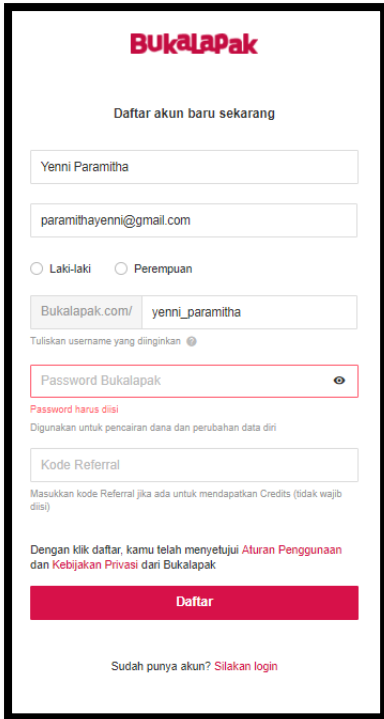 BukaLapak
Daftar akun baru sekarang
Yenni Paramitha
paramithayenni@gmail.com
Laki-laki Perempuan
Bukalapak.com/ yenni_paramitha
Tuliskan username yang diinginkan ?
Password Bukalapak
Password harus diisi
Digunakan untuk pencairan dana dan perubahan data diri
Kode Referral
Masukkan kode Referral jika ada untuk mendapatkan Credits (tidak wajib
diisi)
Dengan klik daftar, kamu telah menyetujui Aturan Penggunaan
dan Kebijakan Privasi dari Bukalapak
Daftar
Sudah punya akun? Silakan login